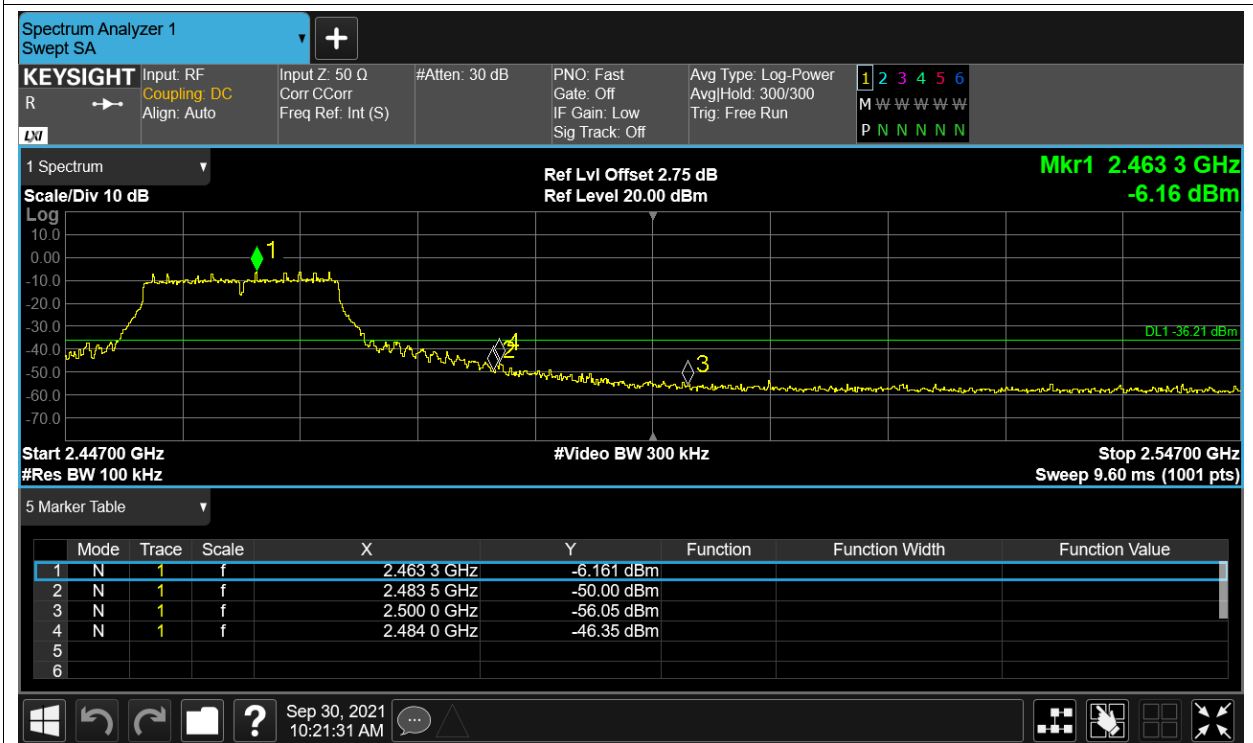 Spectrum Analyzer 1
Swept SA
KEYSIGHT
R
LXI
Input: RF
Coupling: DC
Align: Auto
Input Z: 50 Ω
Corr CCorr
Freq Ref: Int (S)
#Atten: 30 dB
PNO: Fast
Gate: Off
IF Gain: Low
Sig Track: Off
Avg Type: Log-Power
Avg|Hold: 300/300
Trig: Free Run
1 2 3 4 5 6
M W W W W W W
P N N N N N N
1 Spectrum
Scale/Div 10 dB
Ref Lvl Offset 2.75 dB
Ref Level 20.00 dBm
Mkr1 2.463 3 GHz
-6.16 dBm
Log
10.0
0.00
-10.0
-20.0
-30.0
-40.0
-50.0
-60.0
-70.0
1
2
4
3
DL1 -36.21 dBm
Start 2.44700 GHz
#Res BW 100 kHz
#Video BW 300 kHz
Stop 2.54700 GHz
Sweep 9.60 ms (1001 pts)
5 Marker Table
Mode Trace Scale X Y Function Function Width Function Value
1 N 1 f 2.463 3 GHz -6.161 dBm
2 N 1 f 2.483 5 GHz -50.00 dBm
3 N 1 f 2.500 0 GHz -56.05 dBm
4 N 1 f 2.484 0 GHz -46.35 dBm
5
6
?
Sep 30, 2021
10:21:31 AM